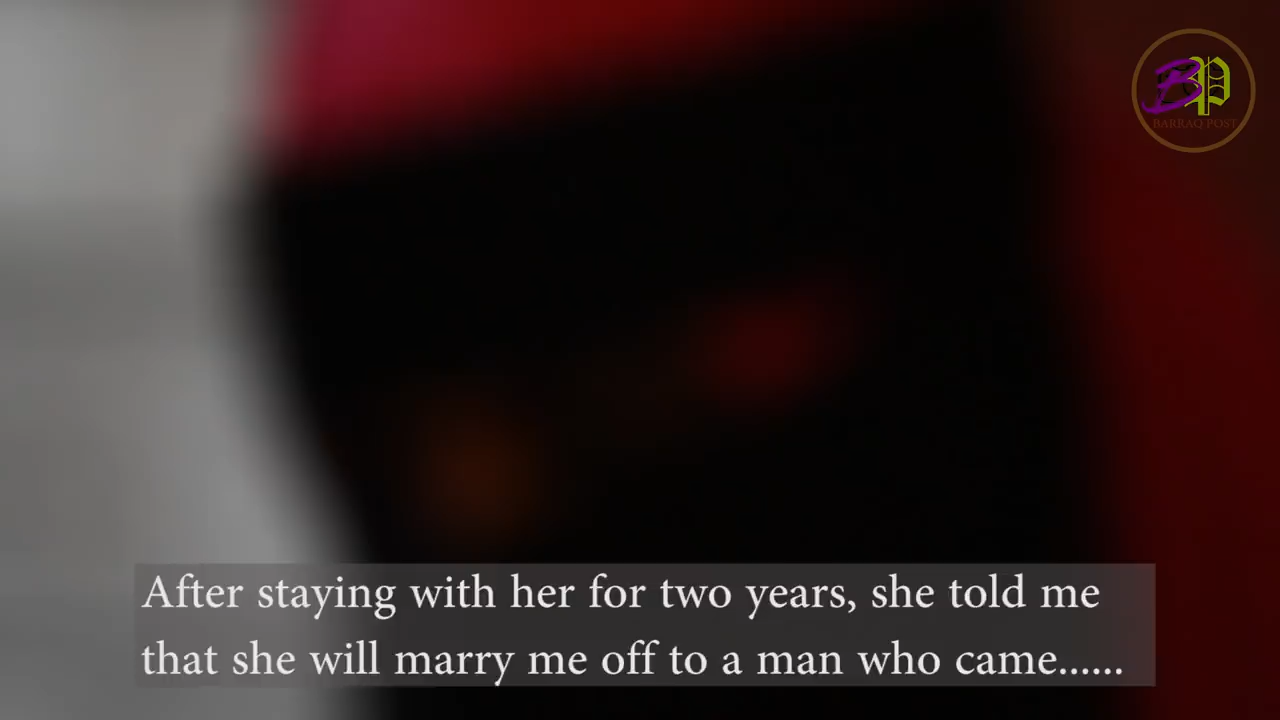 BP
BARRAQ POST
After staying with her for two years, she told me
that she will marry me off to a man who came......